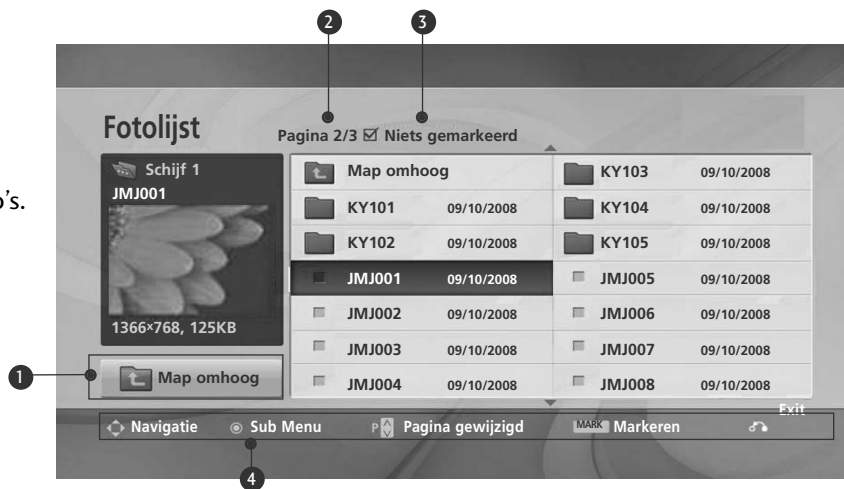 2 3
Fotolijst
Pagina 2/3 ☑ Niets gemarkeerd
Schijf 1
JMJ001
1366×768, 125KB
o's.
1
Map omhoog
Map omhoog
KY101 09/10/2008
KY102 09/10/2008
JMJ001 09/10/2008
JMJ002 09/10/2008
JMJ003 09/10/2008
JMJ004 09/10/2008
KY103 09/10/2008
KY104 09/10/2008
KY105 09/10/2008
JMJ005 09/10/2008
JMJ006 09/10/2008
JMJ007 09/10/2008
JMJ008 09/10/2008
Exit
Navigatie Sub Menu P Pagina gewijzigd MARK Markeren
4